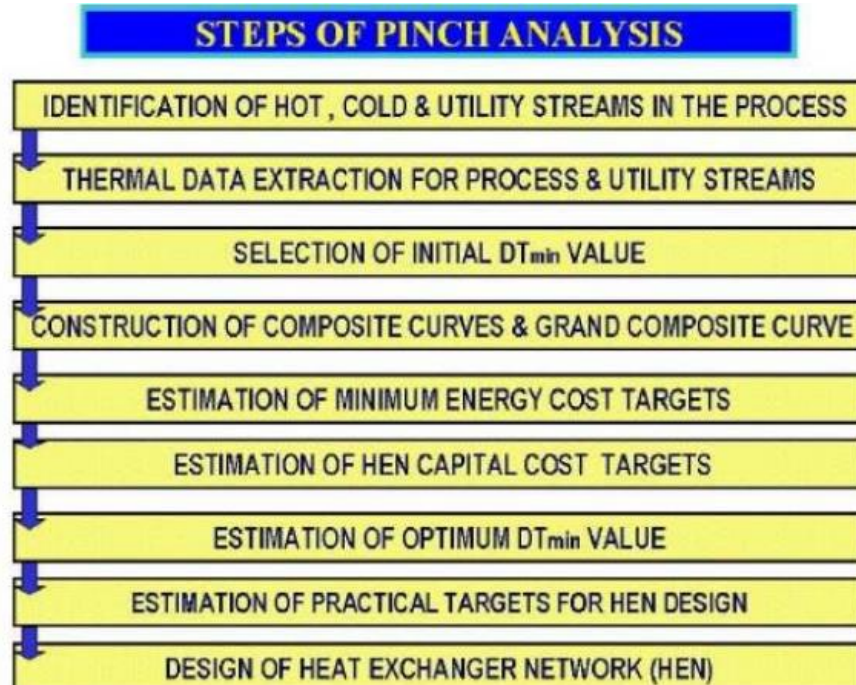 STEPS OF PINCH ANALYSIS
IDENTIFICATION OF HOT, COLD & UTILITY STREAMS IN THE PROCESS
THERMAL DATA EXTRACTION FOR PROCESS & UTILITY STREAMS
SELECTION OF INITIAL DTmin VALUE
CONSTRUCTION OF COMPOSITE CURVES & GRAND COMPOSITE CURVE
ESTIMATION OF MINIMUM ENERGY COST TARGETS
ESTIMATION OF HEN CAPITAL COST TARGETS
ESTIMATION OF OPTIMUM DTmin VALUE
ESTIMATION OF PRACTICAL TARGETS FOR HEN DESIGN
DESIGN OF HEAT EXCHANGER NETWORK (HEN)